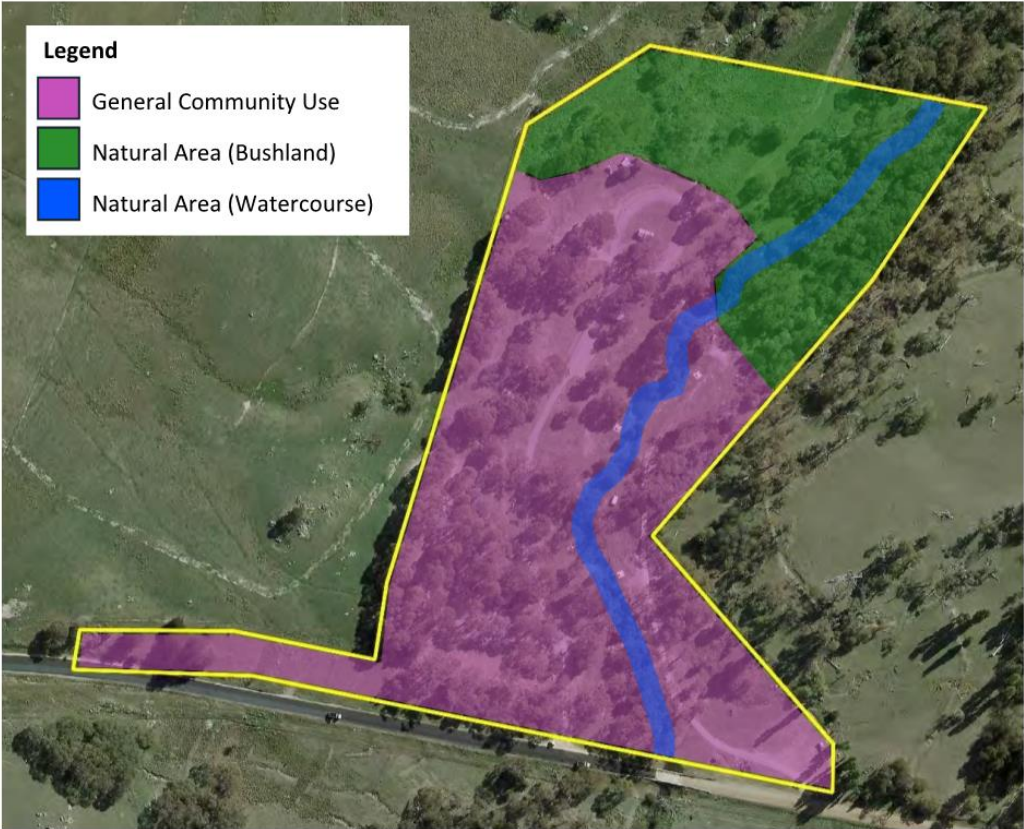 Legend
General Community Use
Natural Area (Bushland)
Natural Area (Watercourse)